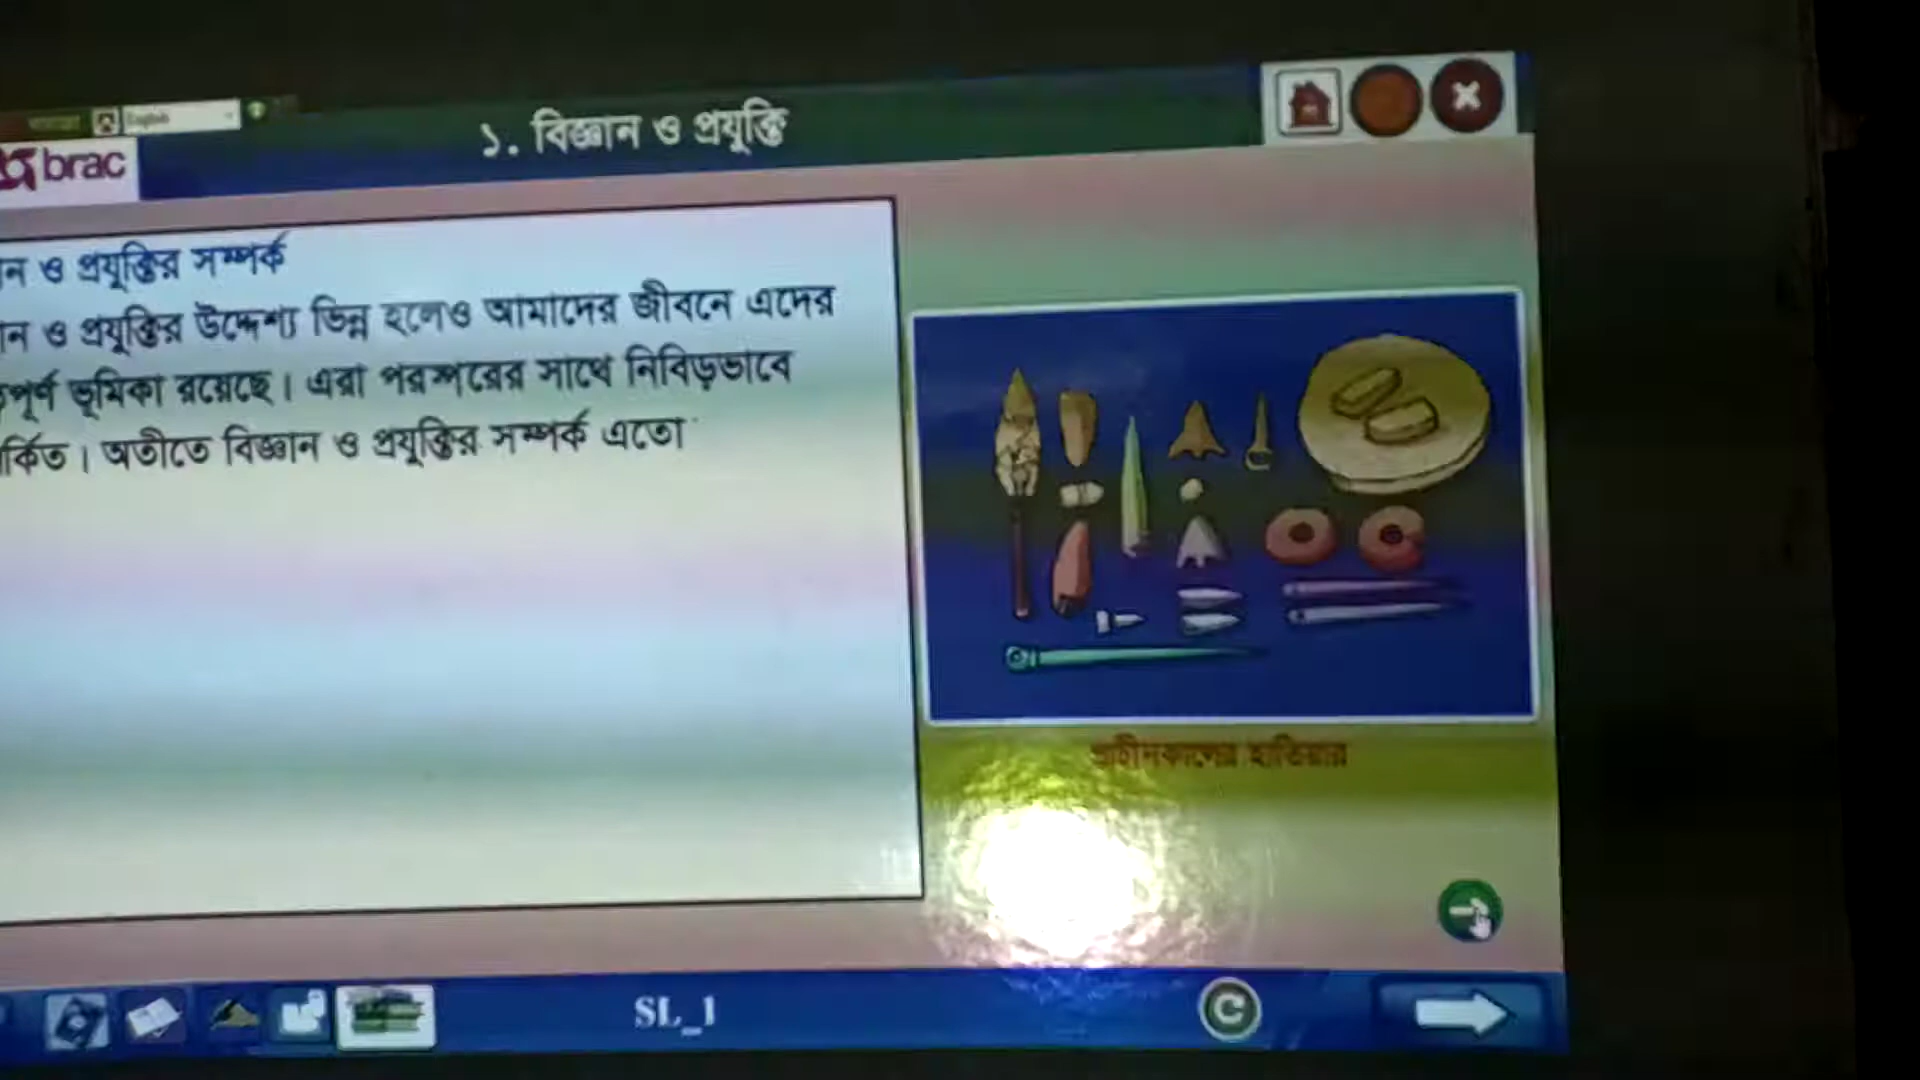 English
১. বিজ্ঞান ও প্রযুক্তি
brac
ন ও প্রযুক্তির সম্পর্ক
ন ও প্রযুক্তির উদ্দেশ্য ভিন্ন হলেও আমাদের জীবনে এদের
পূর্ণ ভূমিকা রয়েছে। এরা পরস্পরের সাথে নিবিড়ভাবে
র্কিত। অতীতে বিজ্ঞান ও প্রযুক্তির সম্পর্ক এতো
প্রাচীনকালের হাতিয়ার
SL_1
C